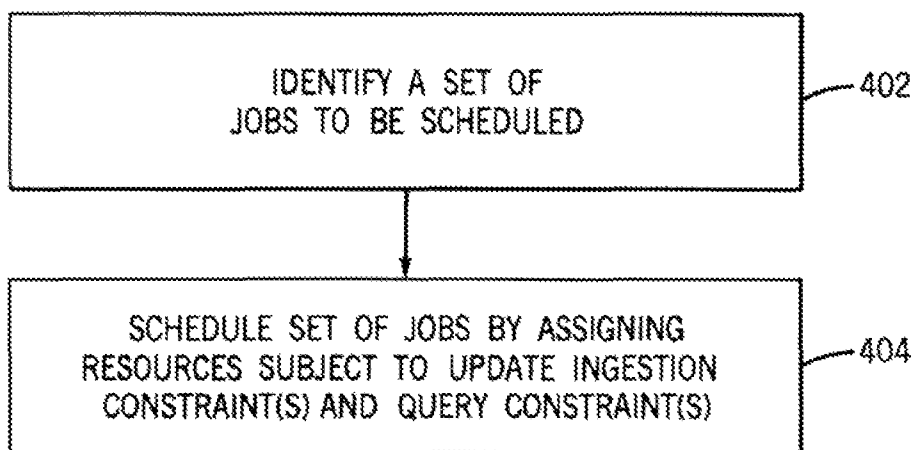 IDENTIFY A SET OF
JOBS TO BE SCHEDULED
402
SCHEDULE SET OF JOBS BY ASSIGNING
RESOURCES SUBJECT TO UPDATE INGESTION
CONSTRAINT(S) AND QUERY CONSTRAINT(S)
404